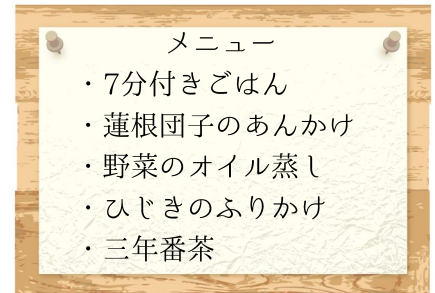 メニュー
・7分付きごはん
・蓮根団子のあんかけ
・野菜のオイル蒸し
・ひじきのふりかけ
・三年番茶